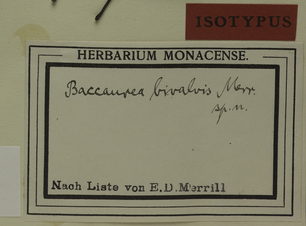 ISOTYPUS
HERBARIUM MONACENSE.
Baccaurea bivalvis Merr.
sp. n.
Nach Liste von E.D.Merrill